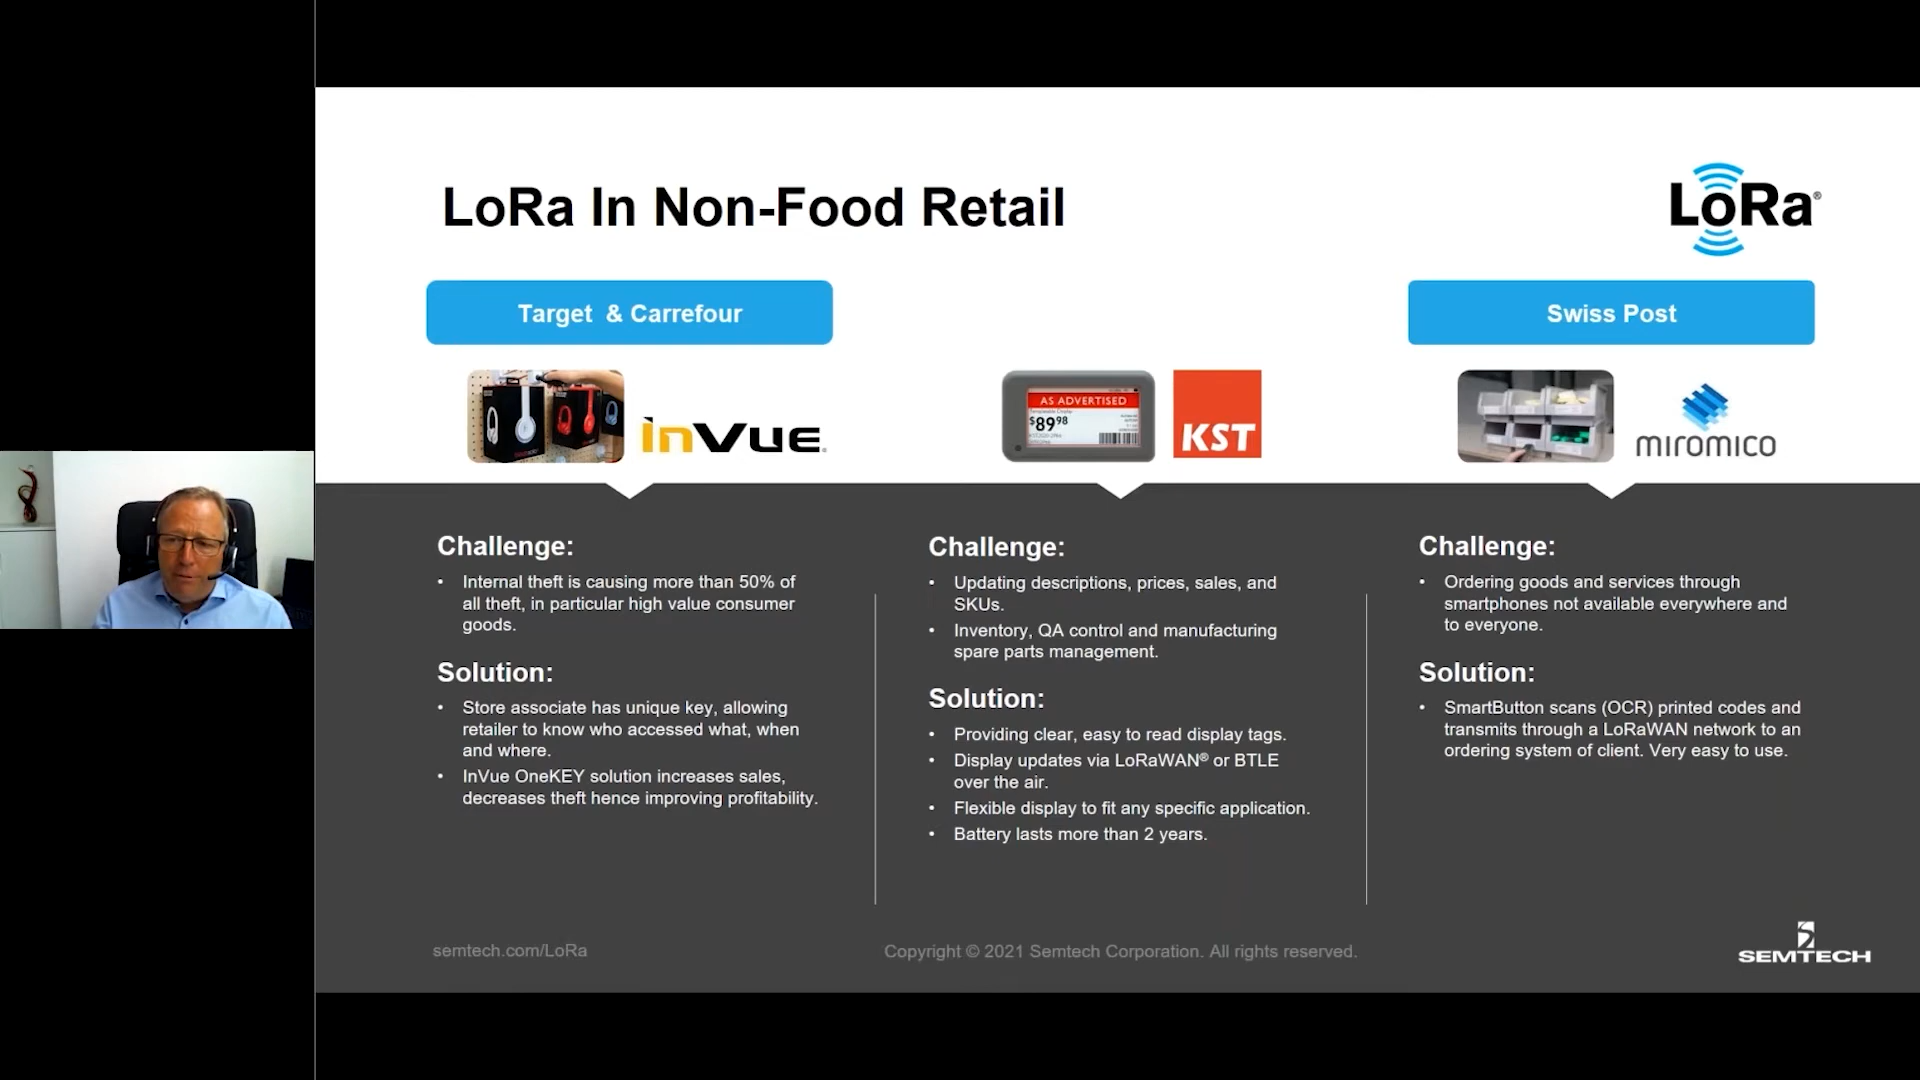 LoRa In Non-Food Retail
LoRa®
Target & Carrefour
Swiss Post
inVue
AS ADVERTISED
$89.98
KST
miromico
Challenge:
• Internal theft is causing more than 50% of
all theft, in particular high value consumer
goods.
Solution:
• Store associate has unique key, allowing
retailer to know who accessed what, when
and where.
• InVue OneKEY solution increases sales,
decreases theft hence improving profitability.
Challenge:
• Updating descriptions, prices, sales, and
SKUs.
• Inventory, QA control and manufacturing
spare parts management.
Solution:
• Providing clear, easy to read display tags.
• Display updates via LoRaWAN® or BTLE
over the air.
• Flexible display to fit any specific application.
• Battery lasts more than 2 years.
Challenge:
• Ordering goods and services through
smartphones not available everywhere and
to everyone.
Solution:
• SmartButton scans (OCR) printed codes and
transmits through a LoRaWAN network to an
ordering system of client. Very easy to use.
semtech.com/LoRa
Copyright © 2021 Semtech Corporation. All rights reserved.
SEMTECH